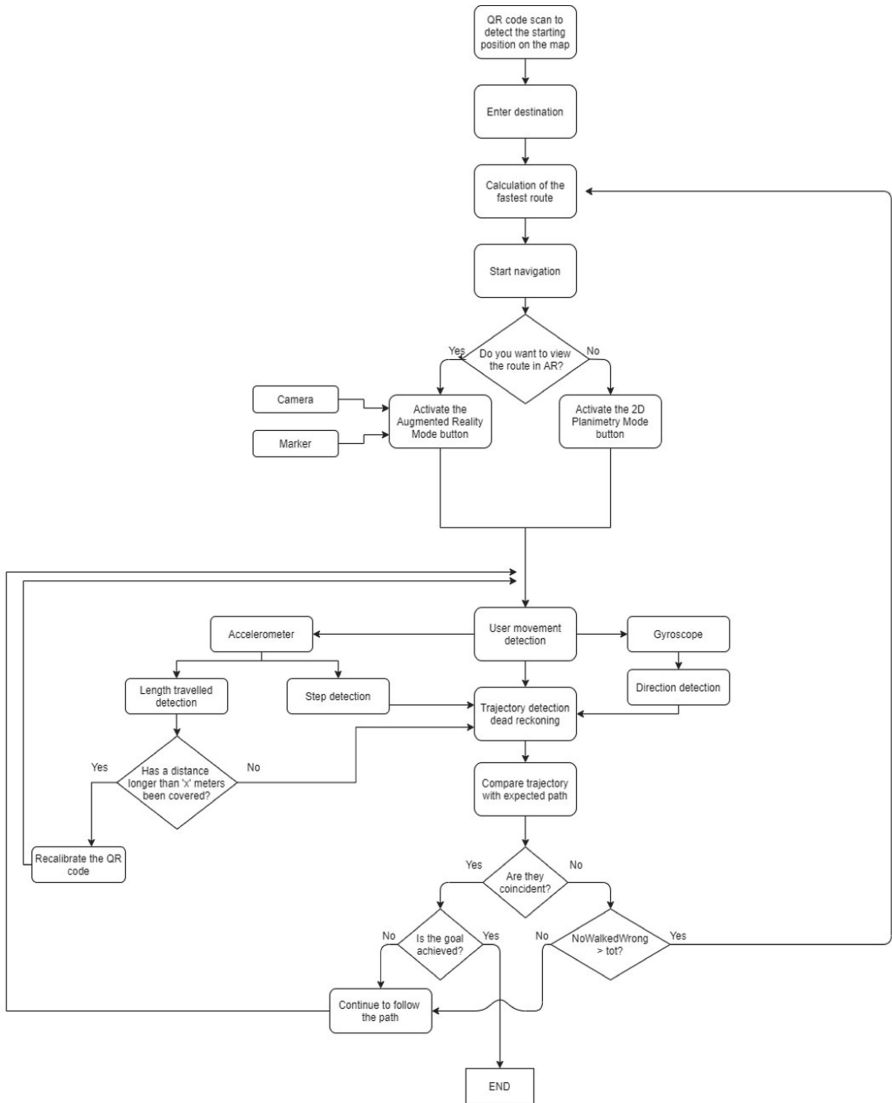 QR code scan to
detect the starting
position on the map
Enter destination
Calculation of the
fastest route
Start navigation
Do you want to view
the route in AR?
Yes
No
Camera
Marker
Activate the
Augmented Reality
Mode button
Activate the 2D
Planimetry Mode
button
User movement
detection
Accelerometer
Gyroscope
Length travelled
detection
Step detection
Direction detection
Trajectory detection
dead reckoning
Has a distance
longer than 'x' meters
been covered?
Yes
No
Compare trajectory
with expected path
Recalibrate the QR
code
Are they
coincident?
Yes
No
Is the goal
achieved?
No
Yes
NoWalkedWrong
> tot?
No
Yes
Continue to follow
the path
END